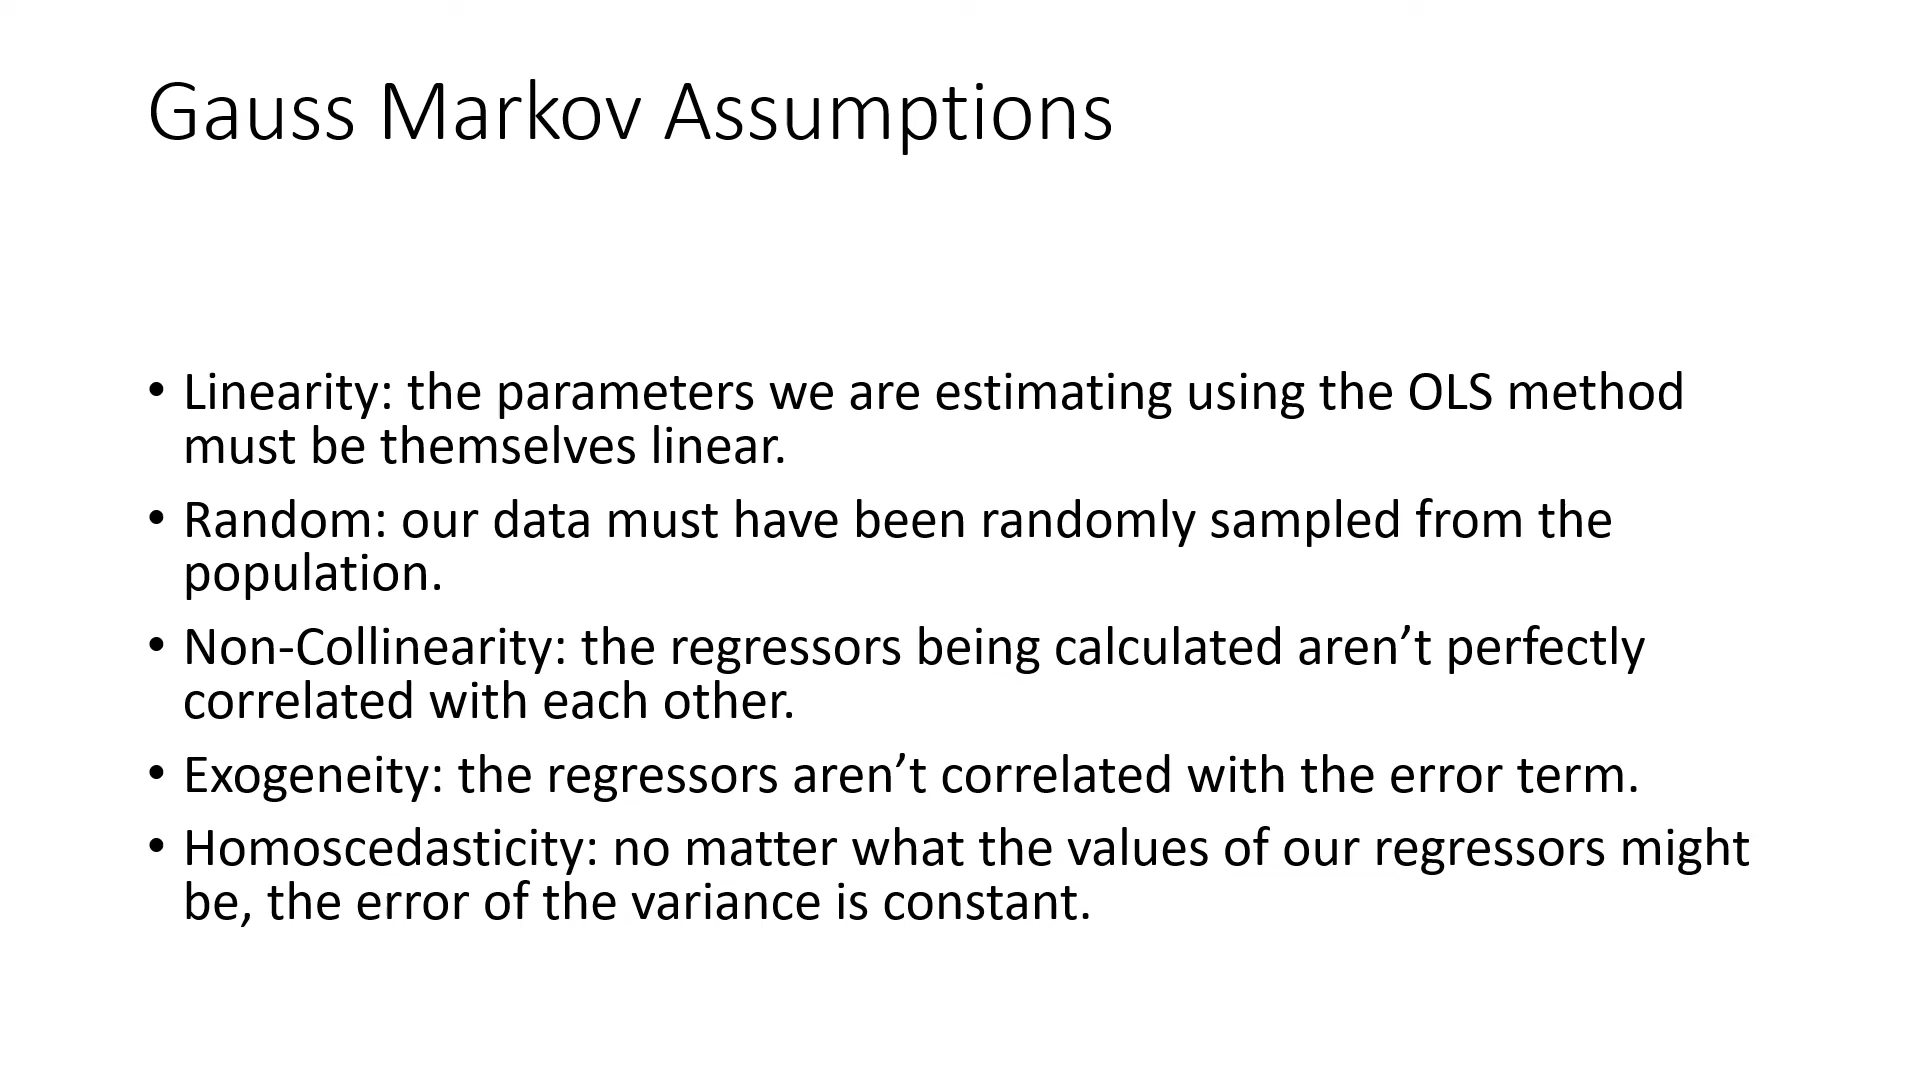 Gauss Markov Assumptions
• Linearity: the parameters we are estimating using the OLS method
must be themselves linear.
• Random: our data must have been randomly sampled from the
population.
• Non-Collinearity: the regressors being calculated aren’t perfectly
correlated with each other.
• Exogeneity: the regressors aren’t correlated with the error term.
• Homoscedasticity: no matter what the values of our regressors might
be, the error of the variance is constant.